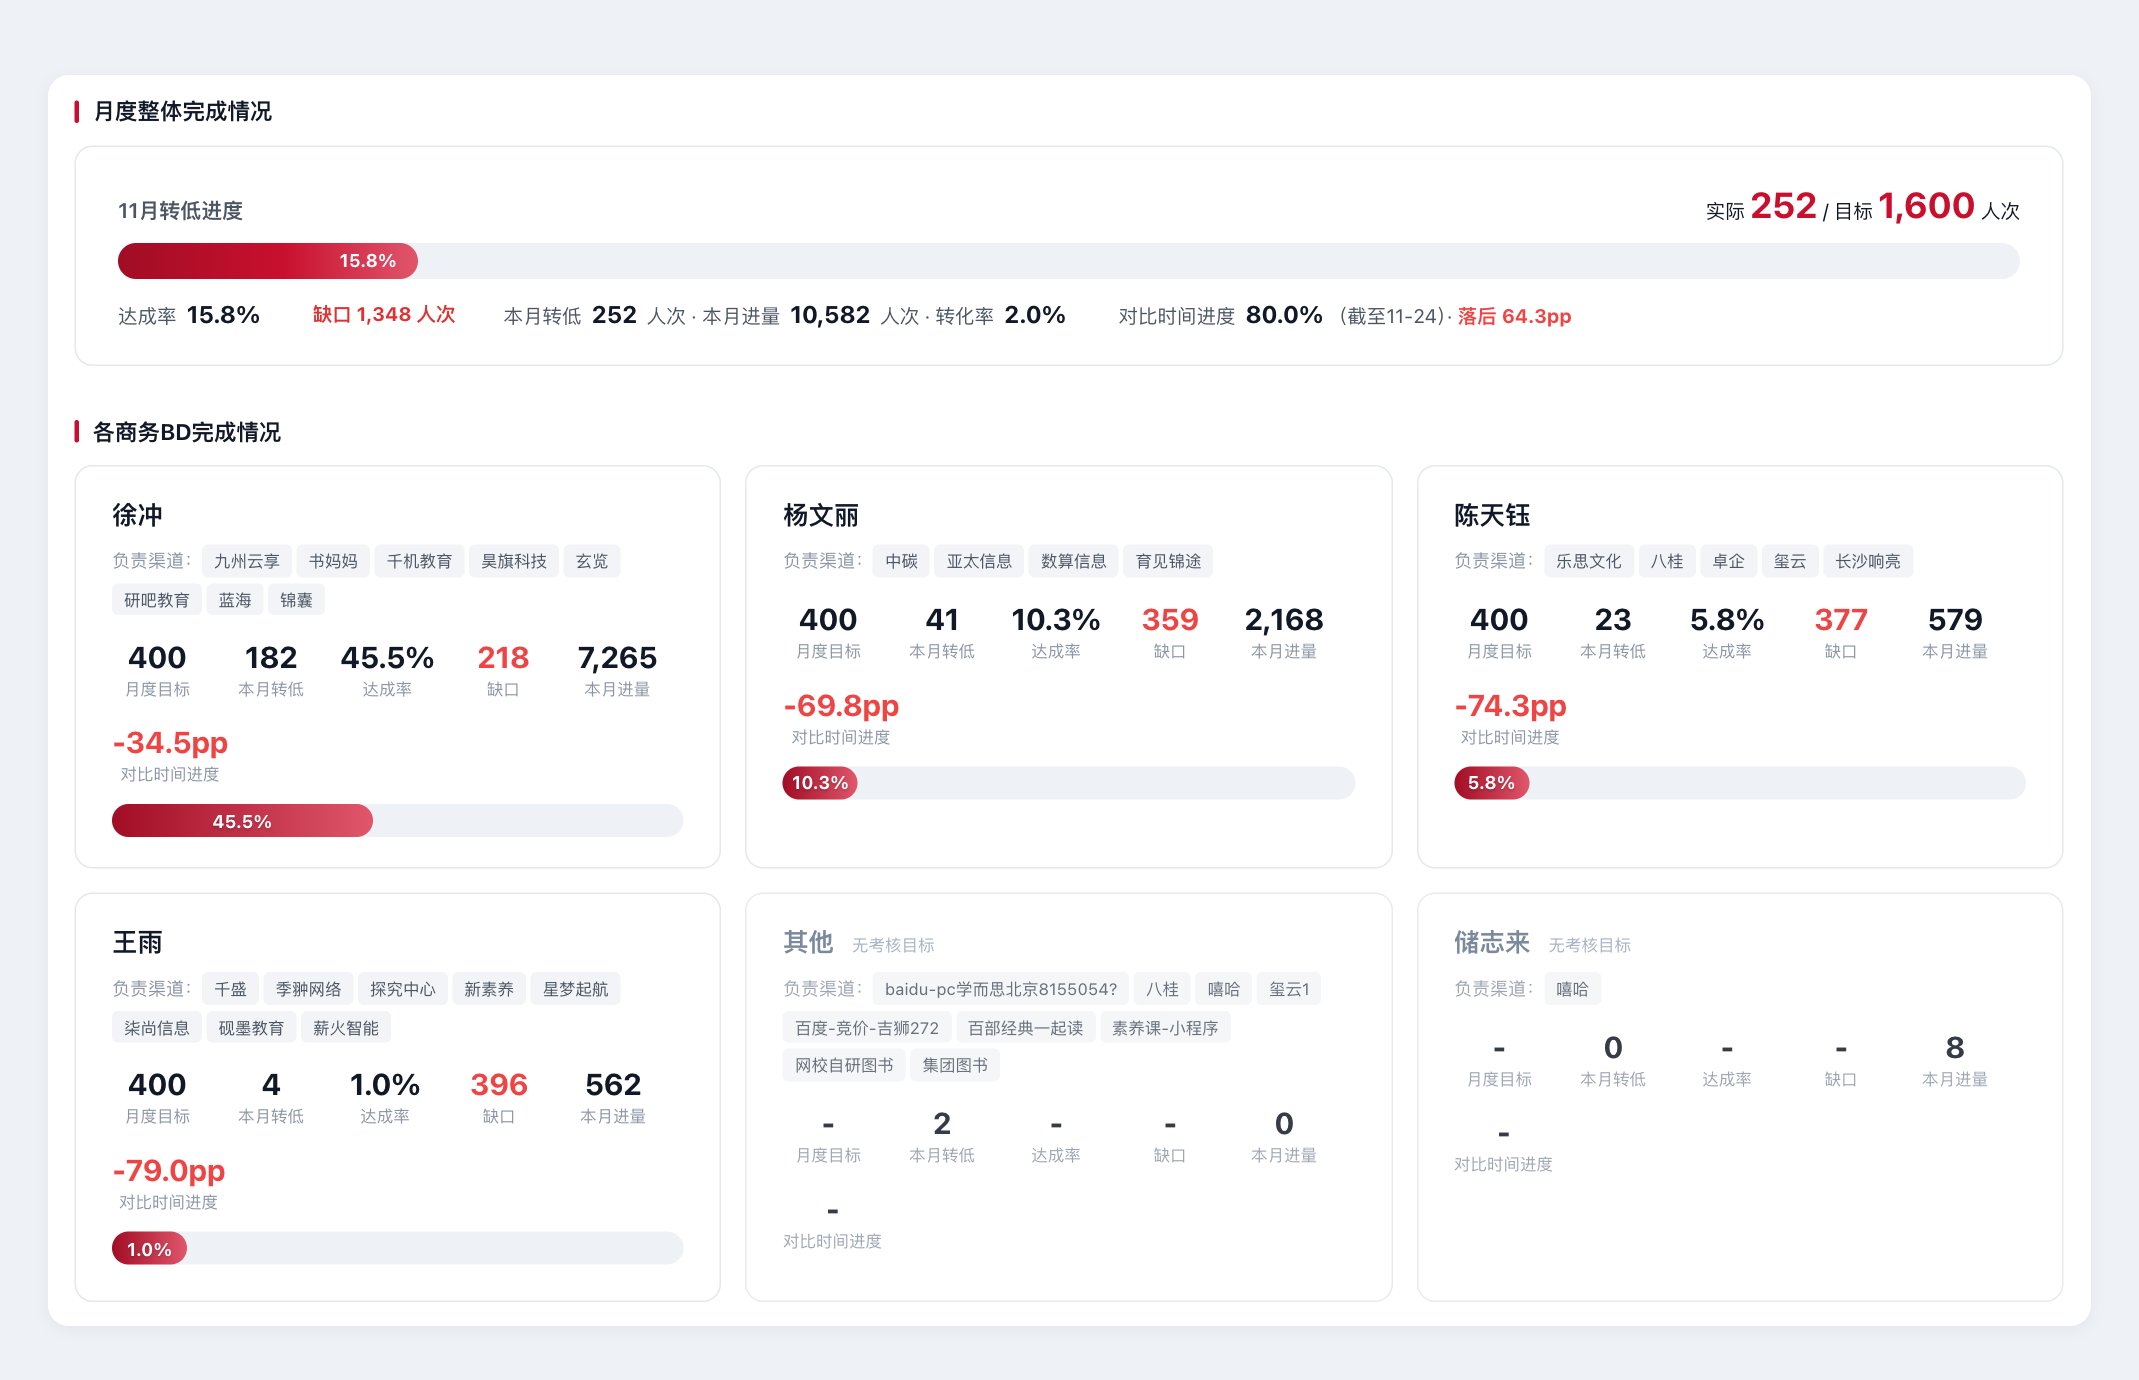 月度整体完成情况
11月转低进度
实际 252 / 目标 1,600 人次
15.8%
达成率 15.8% 缺口 1,348 人次 本月转低 252 人次 · 本月进量 10,582 人次 · 转化率 2.0% 对比时间进度 80.0% (截至11-24) · 落后 64.3pp
各商务BD完成情况
徐冲
负责渠道： 九州云享 书妈妈 千机教育 昊旗科技 玄览
研吧教育 蓝海 锦囊
400 182 45.5% 218 7,265
月度目标 本月转低 达成率 缺口 本月进量
-34.5pp
对比时间进度
45.5%
杨文丽
负责渠道： 中碳 亚太信息 数算信息 育见锦途
400 41 10.3% 359 2,168
月度目标 本月转低 达成率 缺口 本月进量
-69.8pp
对比时间进度
10.3%
陈天钰
负责渠道： 乐思文化 八桂 卓企 玺云 长沙响亮
400 23 5.8% 377 579
月度目标 本月转低 达成率 缺口 本月进量
-74.3pp
对比时间进度
5.8%
王雨
负责渠道： 千盛 季翀网络 探究中心 新素养 星梦起航
柒尚信息 砚墨教育 薪火智能
400 4 1.0% 396 562
月度目标 本月转低 达成率 缺口 本月进量
-79.0pp
对比时间进度
1.0%
其他 无考核目标
负责渠道： baidu-pc学而思北京8155054? 八桂 嘻哈 玺云1
百度-竞价-吉狮272 百部经典一起读 素养课-小程序
网校自研图书 集团图书
- 2 - - 0
月度目标 本月转低 达成率 缺口 本月进量
-
对比时间进度
储志来 无考核目标
负责渠道： 嘻哈
- 0 - - 8
月度目标 本月转低 达成率 缺口 本月进量
-
对比时间进度